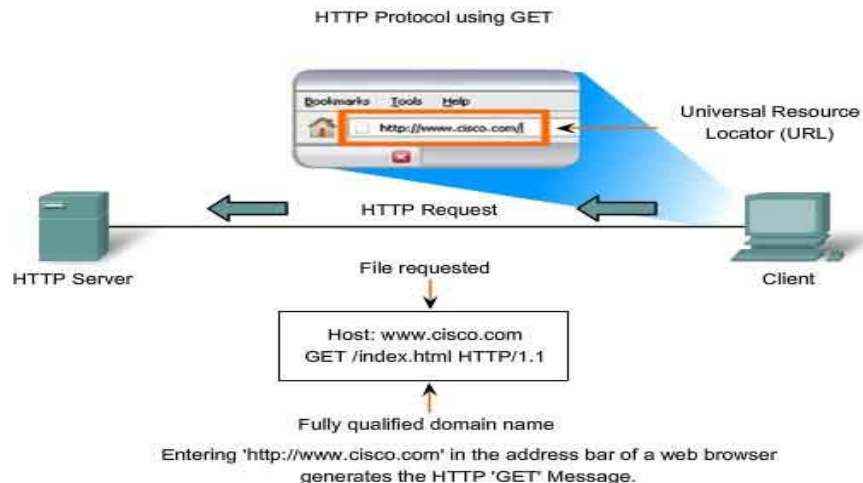 HTTP Protocol using GET
Bookmarks Tools Help
http://www.cisco.com/
Universal Resource
Locator (URL)
HTTP Request
HTTP Server
Client
File requested
Host: www.cisco.com
GET /index.html HTTP/1.1
Fully qualified domain name
Entering 'http://www.cisco.com' in the address bar of a web browser
generates the HTTP 'GET' Message.